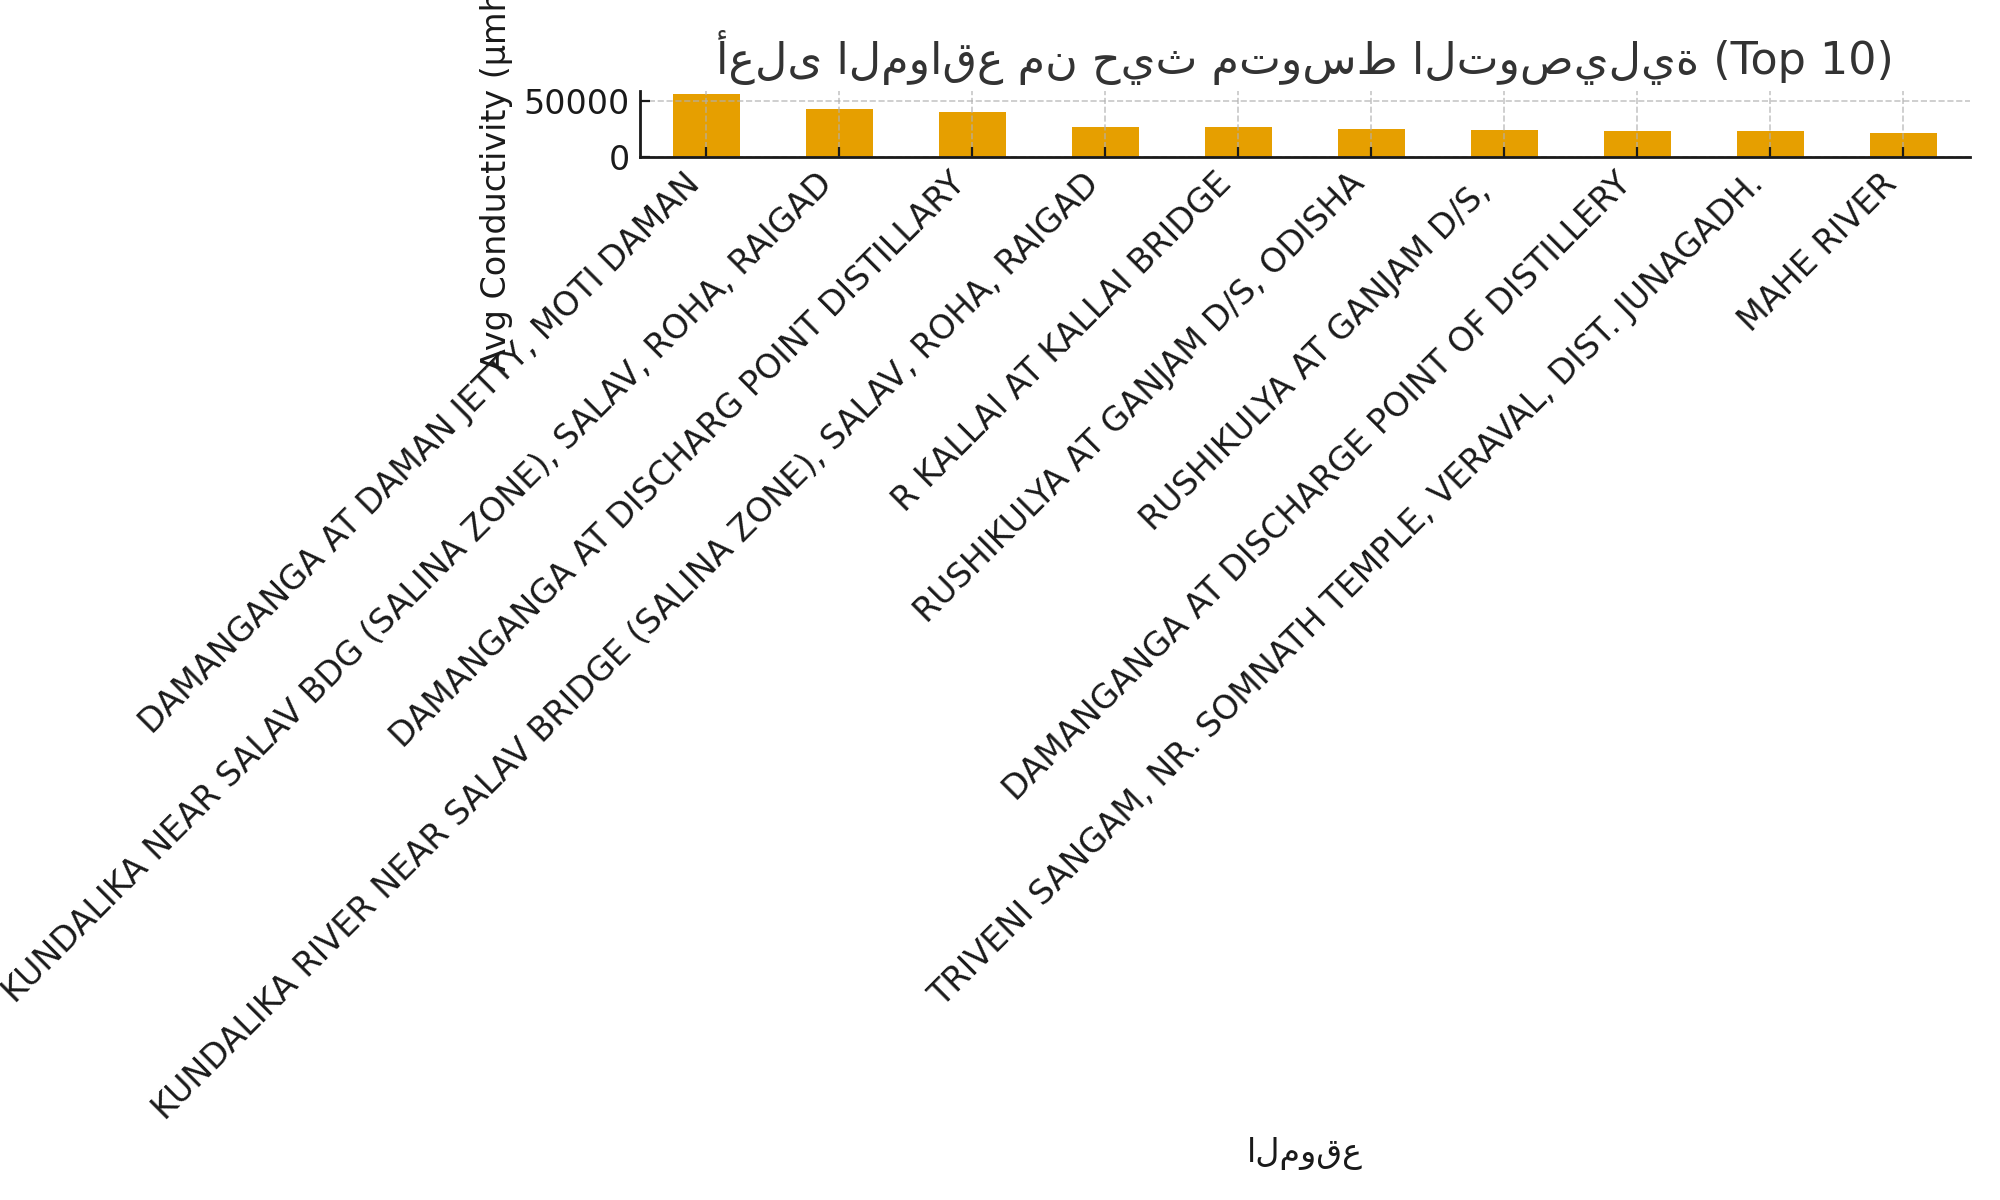 أعلى المواقع من حيث متوسط التوصيلية (Top 10)
Avg Conductivity (µmh
50000
0
DAMANGANGA AT DAMAN JETTY, MOTI DAMAN
KUNDALIKA NEAR SALAV BDG (SALINA ZONE), SALAV, ROHA, RAIGAD
DAMANGANGA AT DISCHARG POINT DISTILLARY
KUNDALIKA RIVER NEAR SALAV BRIDGE (SALINA ZONE), SALAV, ROHA, RAIGAD
R KALLAI AT KALLAI BRIDGE
RUSHIKULYA AT GANJAM D/S, ODISHA
RUSHIKULYA AT GANJAM D/S,
DAMANGANGA AT DISCHARGE POINT OF DISTILLERY
TRIVENI SANGAM, NR. SOMNATH TEMPLE, VERAVAL, DIST. JUNAGADH.
MAHE RIVER
الموقع